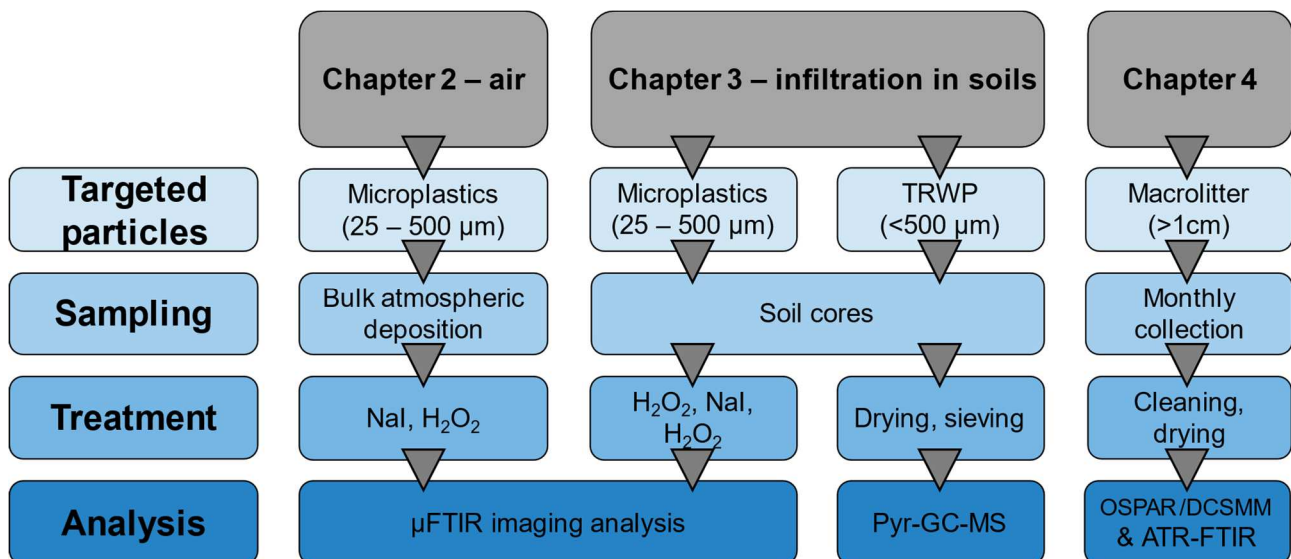 Chapter 2 – air
Chapter 3 – infiltration in soils
Chapter 4
Targeted
particles
Microplastics
(25 – 500 µm)
Microplastics
(25 – 500 µm)
TRWP
(<500 µm)
Macrolitter
(>1cm)
Sampling
Bulk atmospheric
deposition
Soil cores
Monthly
collection
Treatment
NaI, H₂O₂
H₂O₂, NaI,
H₂O₂
Drying, sieving
Cleaning,
drying
Analysis
µFTIR imaging analysis
Pyr-GC-MS
OSPAR/DCSMM
& ATR-FTIR